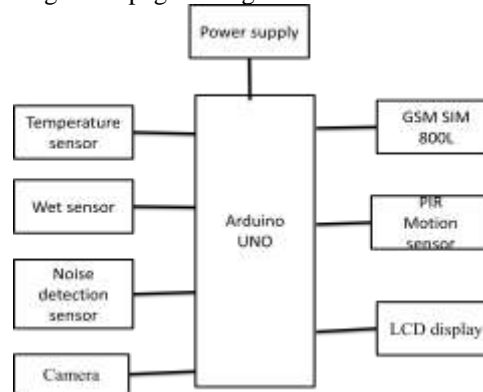 Power supply
Temperature
sensor
Wet sensor
Noise
detection
sensor
Camera
Arduino
UNO
GSM SIM
800L
PIR
Motion
sensor
LCD display